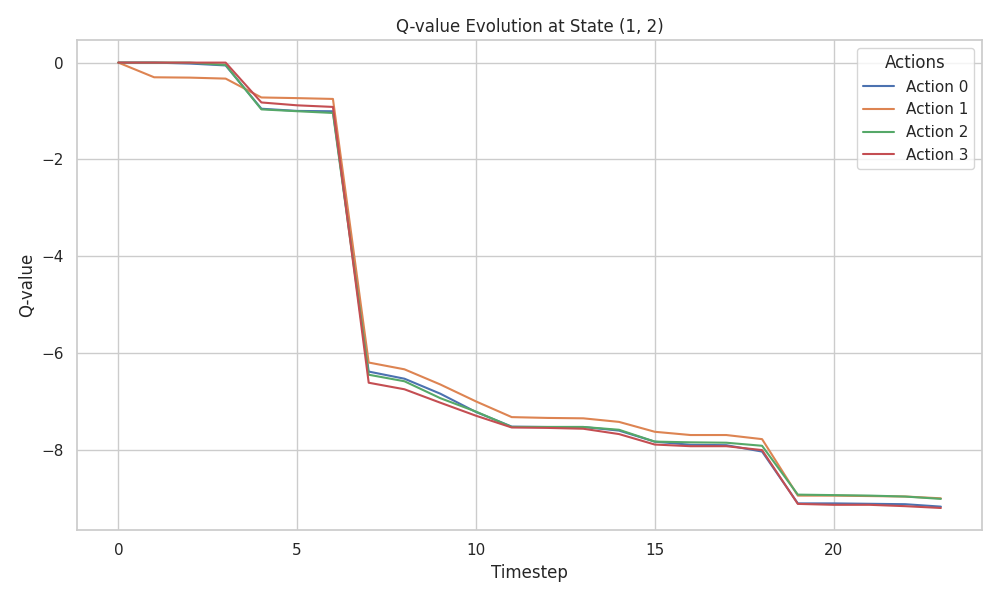 Q-value Evolution at State (1, 2)
Actions
Action 0
Action 1
Action 2
Action 3
Q-value
0
−2
−4
−6
−8
0
5
10
15
20
Timestep